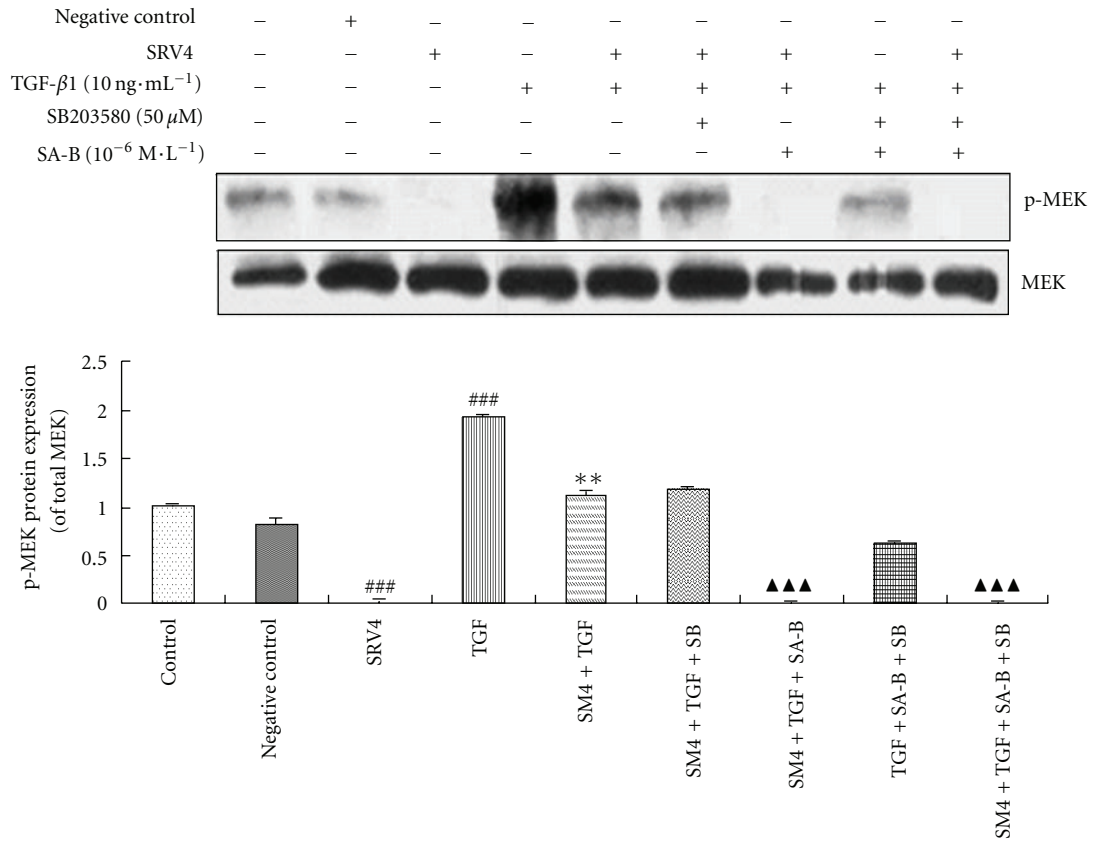 Negative control − + − − − − − − −
SRV4 − − + − + + + − +
TGF-β1 (10 ng·mL⁻¹) − − − + + + + + +
SB203580 (50 μM) − − − − − + − + +
SA-B (10⁻⁶ M·L⁻¹) − − − − − − + + +
p-MEK
MEK
p-MEK protein expression
(of total MEK)
2.5
2
1.5
1
0.5
0
###
###
**
▲▲▲
▲▲▲
Control
Negative control
SRV4
TGF
SM4 + TGF
SM4 + TGF + SB
SM4 + TGF + SA-B
TGF + SA-B + SB
SM4 + TGF + SA-B + SB